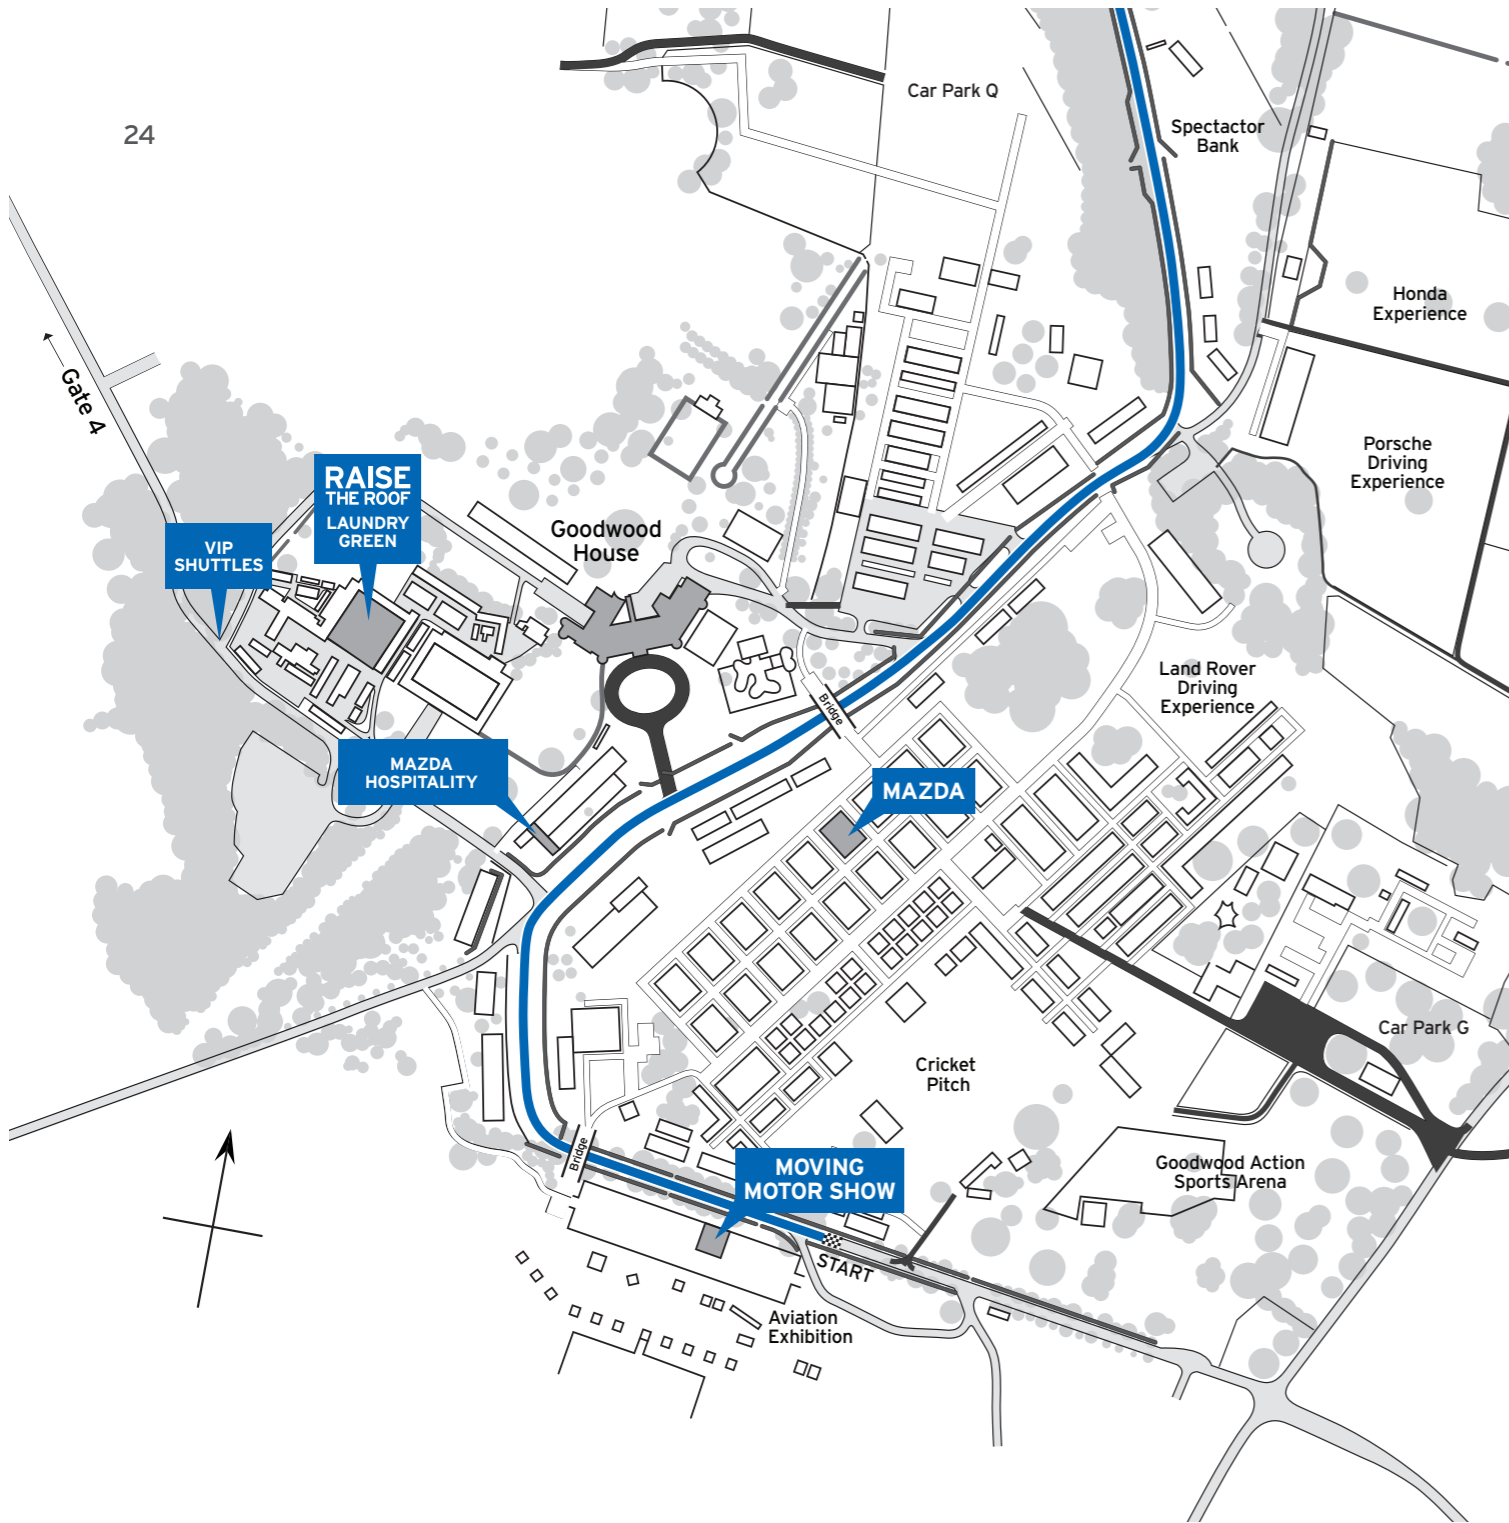 Car Park Q
24
Spectactor
Bank
Honda
Experience
Gate 4
Porsche
Driving
Experience
RAISE
THE ROOF
LAUNDRY
GREEN
VIP
SHUTTLES
Goodwood
House
Land Rover
Driving
Experience
Bridge
MAZDA
HOSPITALITY
MAZDA
Car Park G
Cricket
Pitch
Bridge
MOVING
MOTOR SHOW
Goodwood Action
Sports Arena
START
Aviation
Exhibition